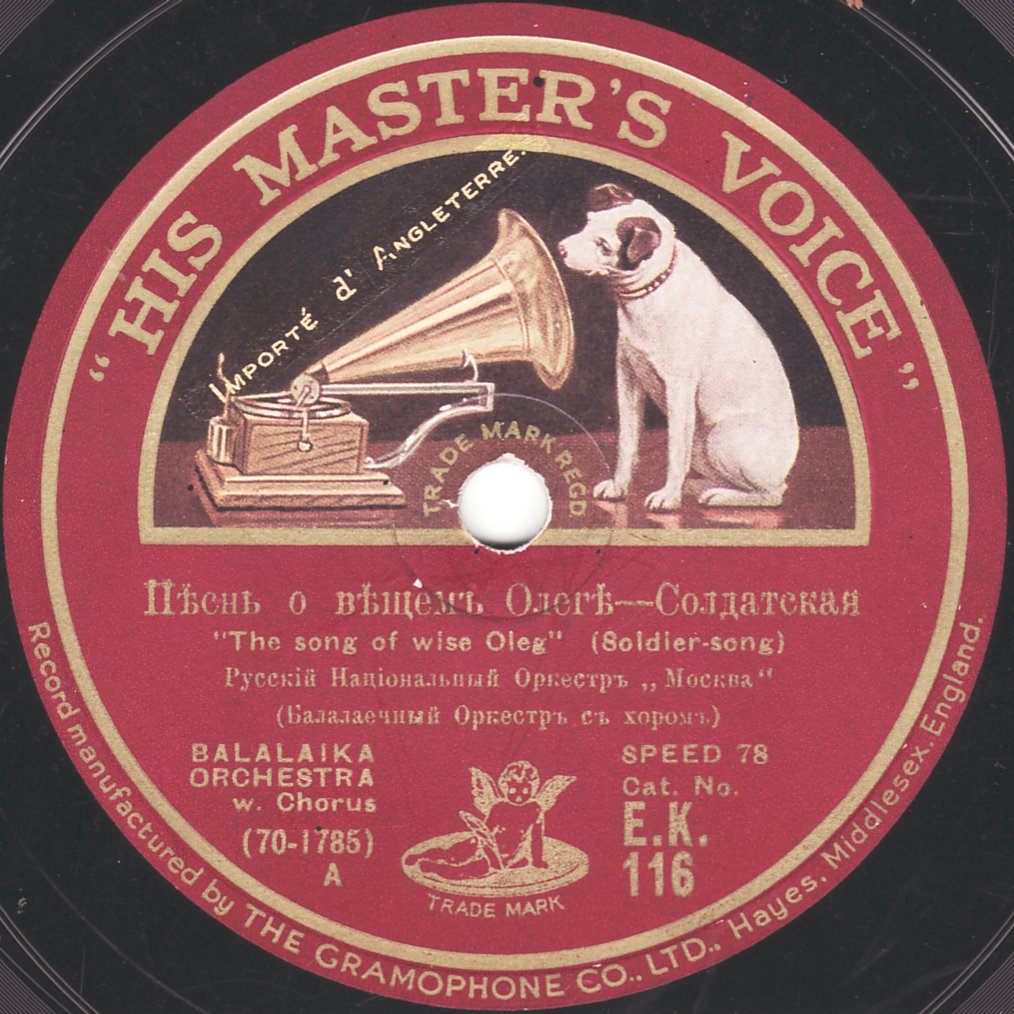 “HIS MASTER'S VOICE”
IMPORTÉ d' ANGLETERRE.
TRADE MARK REGD
Пѣснь о вѣщемъ Олегѣ—Солдатская
"The song of wise Oleg" (Soldier-song)
Русскій Національный Оркестръ „Москва“
(Балалаечный Оркестръ съ хоромъ)
BALALAIKA
ORCHESTRA
w. Chorus
(70-1785)
A
SPEED 78
Cat. No.
E.K.
116
TRADE MARK
Record manufactured by THE GRAMOPHONE CO., LTD., Hayes, Middlesex, England.